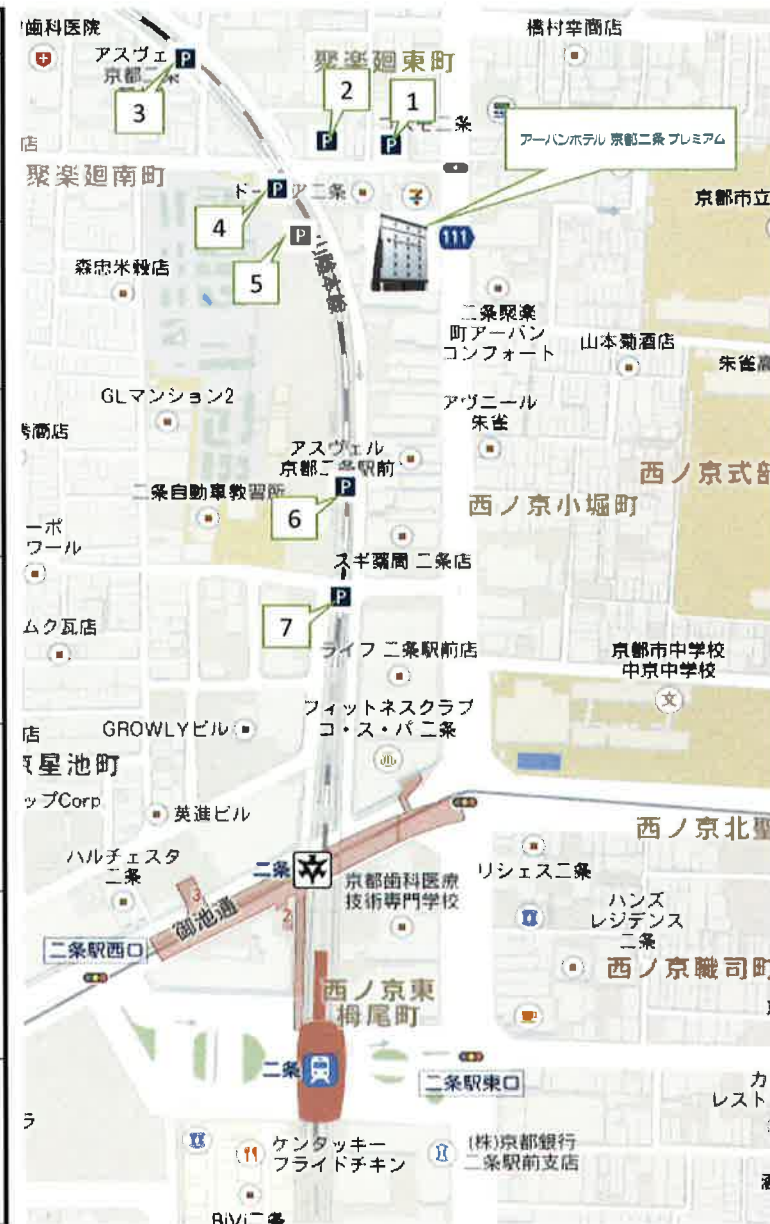 歯科医院
アスヴェ
京都二条
橋村幸商店
聚楽廻東町
3
2
1
二条
アーバンホテル 京都二条 プレミアム
店
聚楽廻南町
ド
ア二条
京都市立
4
111
5
山陰本線
森忠米穀店
二条聚楽
町アーバン
コンフォート
山本菊酒店
朱雀高
GLマンション2
アヴニール
朱雀
商店
アスヴェル
京都二条駅前
西ノ京式部
二条自動車教習所
西ノ京小堀町
6
ーポ
ワール
スギ薬局 二条店
7
ムク瓦店
ライフ 二条駅前店
京都市中学校
中京中学校
文
フィットネスクラブ
コ・ス・パ 二条
店
GROWLYビル
星池町
ップCorp
英進ビル
西ノ京北聖
ハルチェスタ
二条
二条
京都歯科医療
技術専門学校
リシェス二条
3
2
御池通
ハンズ
レジデンス
二条
二条駅西口
西ノ京職司町
西ノ京東
栂尾町
二条
二条駅東口
カ
レスト
ラ
ケンタッキー
フライドチキン
(株)京都銀行
二条駅前支店
BiVi二条